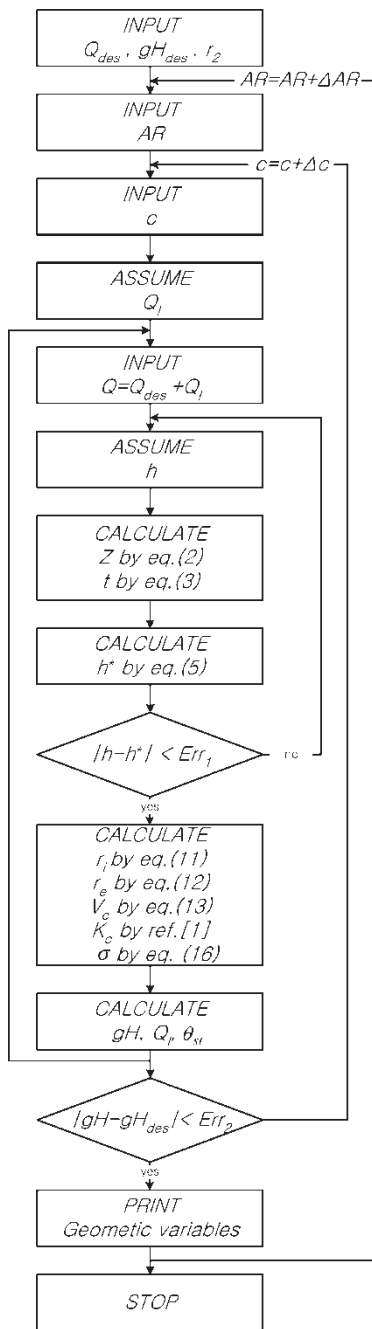 INPUT
Q_des , gH_des , r_2
AR=AR+ΔAR
INPUT
AR
c=c+Δc
INPUT
c
ASSUME
Q_l
INPUT
Q=Q_des +Q_l
ASSUME
h
CALCULATE
Z by eq.(2)
t by eq.(3)
CALCULATE
h* by eq.(5)
|h-h*| < Err_1
no
yes
CALCULATE
r_i by eq.(11)
r_e by eq.(12)
V_c by eq.(13)
K_c by ref.[1]
σ by eq. (16)
CALCULATE
gH, Q_l, θ_st
|gH-gH_des|< Err_2
yes
PRINT
Geometic variables
STOP